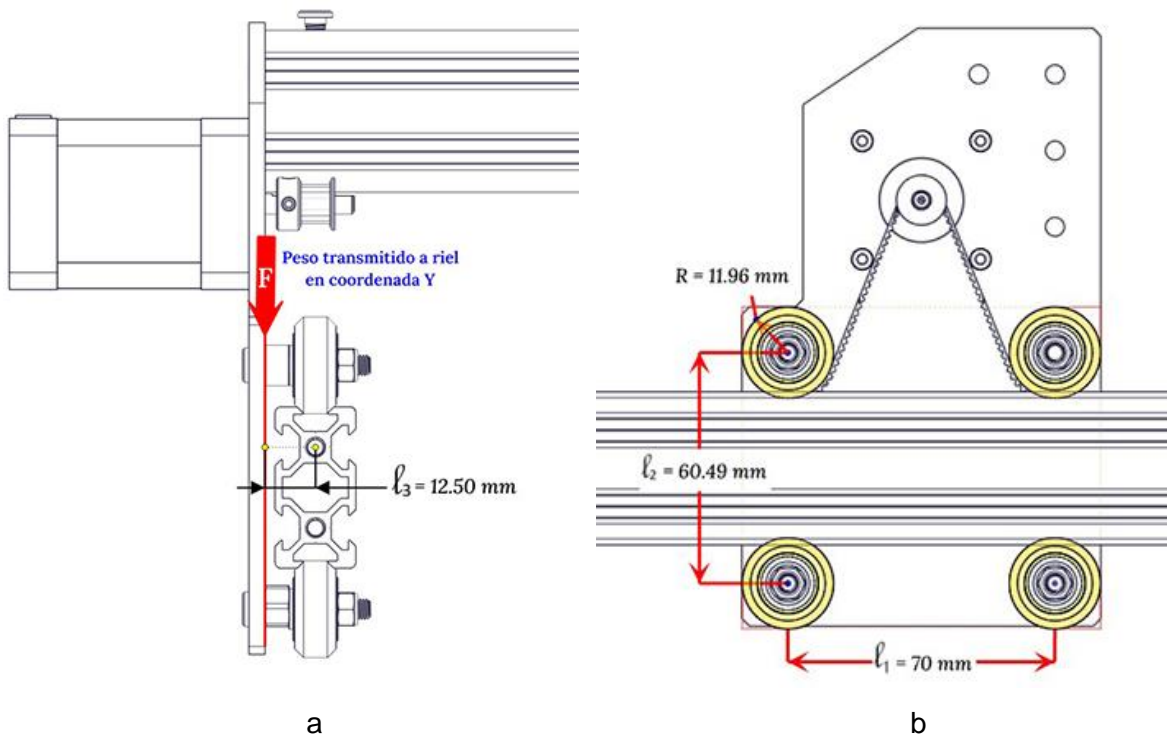 Peso transmitido a riel
en coordenada Y
F
ℓ₃ = 12.50 mm
a
R = 11.96 mm
ℓ₂ = 60.49 mm
ℓ₁ = 70 mm
b